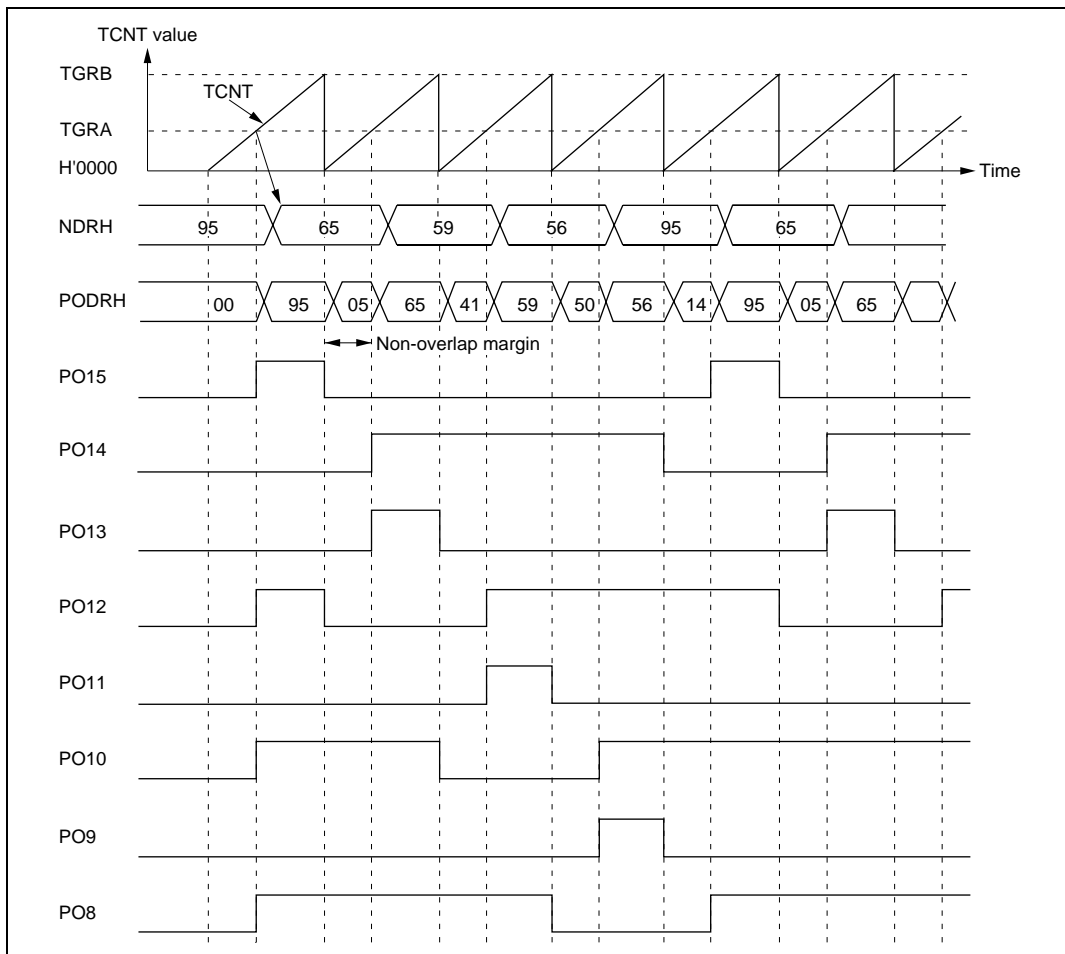 TCNT value
TGRB
TCNT
TGRA
H'0000
Time
NDRH 95 65 59 56 95 65
PODRH 00 95 05 65 41 59 50 56 14 95 05 65
Non-overlap margin
PO15
PO14
PO13
PO12
PO11
PO10
PO9
PO8